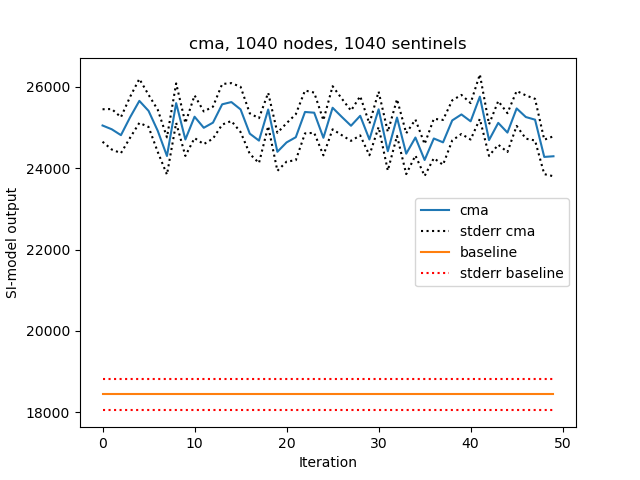 cma, 1040 nodes, 1040 sentinels
SI-model output
26000
24000
22000
20000
18000
cma
stderr cma
baseline
stderr baseline
0 10 20 30 40 50
Iteration